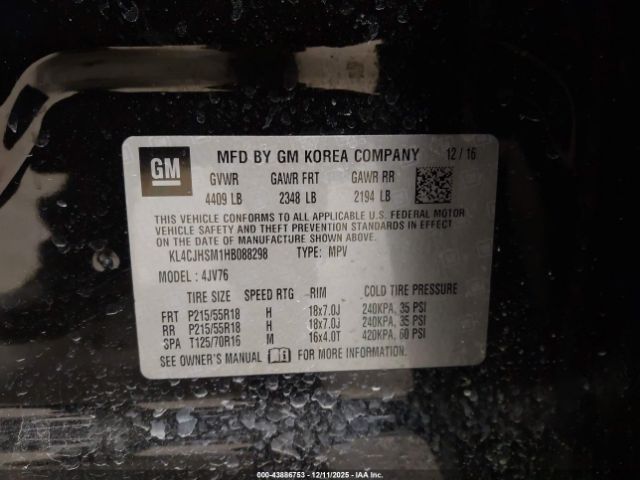 GM
MFD BY GM KOREA COMPANY 12/16
GVWR GAWR FRT GAWR RR
4409 LB 2348 LB 2194 LB
THIS VEHICLE CONFORMS TO ALL APPLICABLE U.S. FEDERAL MOTOR
VEHICLE SAFETY AND THEFT PREVENTION STANDARDS IN EFFECT ON
THE DATE OF MANUFACTURE SHOWN ABOVE.
KL4CJHSM1HB088298 TYPE: MPV
MODEL: 4JV76
TIRE SIZE SPEED RTG RIM COLD TIRE PRESSURE
FRT P215/55R18 H 18x7.0J 240KPA, 35 PSI
RR P215/55R18 H 18x7.0J 240KPA, 35 PSI
SPA T125/70R16 M 16x4.0T 420KPA, 60 PSI
SEE OWNER'S MANUAL FOR MORE INFORMATION.
000-43886753 - 12/11/2025 - IAAI.com